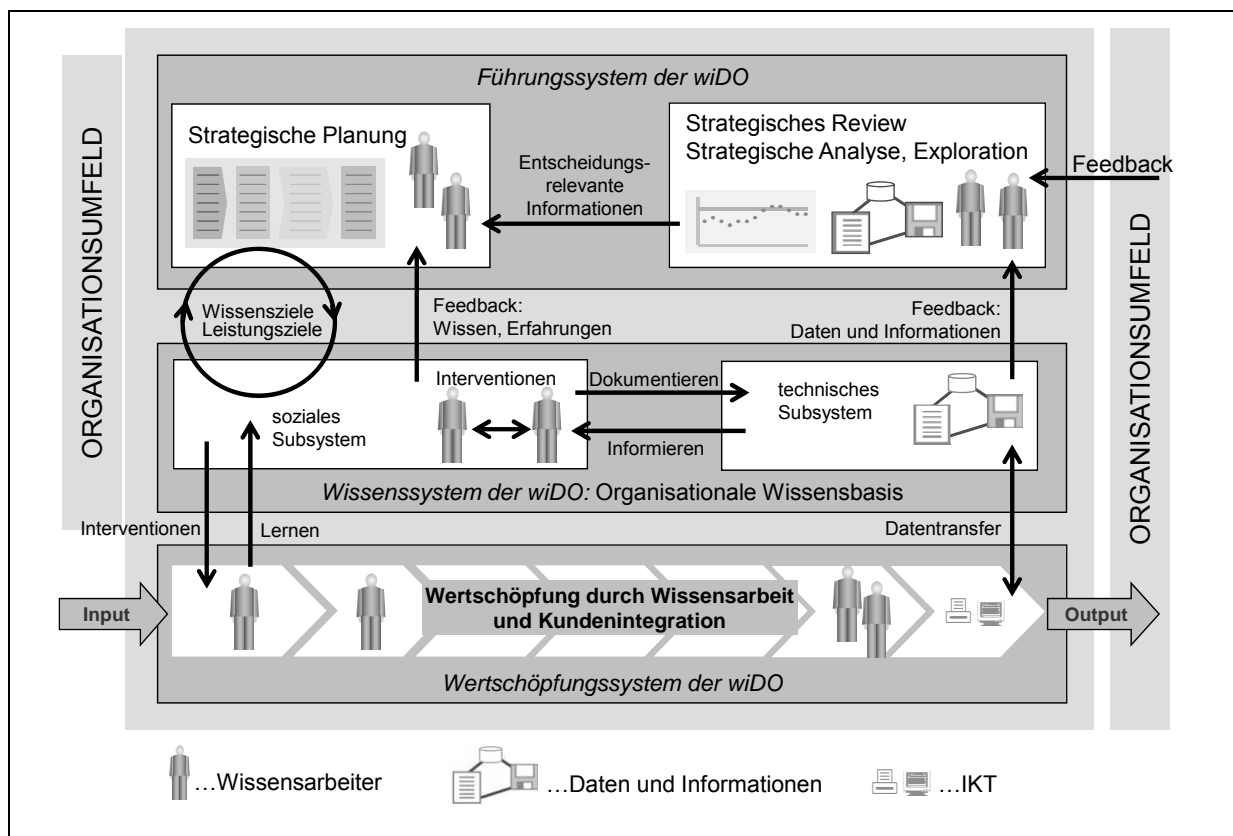 Führungssystem der wiDO
ORGANISATIONSUMFELD
Strategische Planung
Entscheidungs-
relevante
Informationen
Strategisches Review
Strategische Analyse, Exploration
Feedback
ORGANISATIONSUMFELD
Wissensziele
Leistungsziele
Feedback:
Wissen, Erfahrungen
Feedback:
Daten und Informationen
soziales
Subsystem
Interventionen
Dokumentieren
Informieren
technisches
Subsystem
Wissenssystem der wiDO: Organisationale Wissensbasis
Interventionen
Lernen
Datentransfer
Input
Wertschöpfung durch Wissensarbeit
und Kundenintegration
Output
Wertschöpfungssystem der wiDO
...Wissensarbeiter
...Daten und Informationen
...IKT